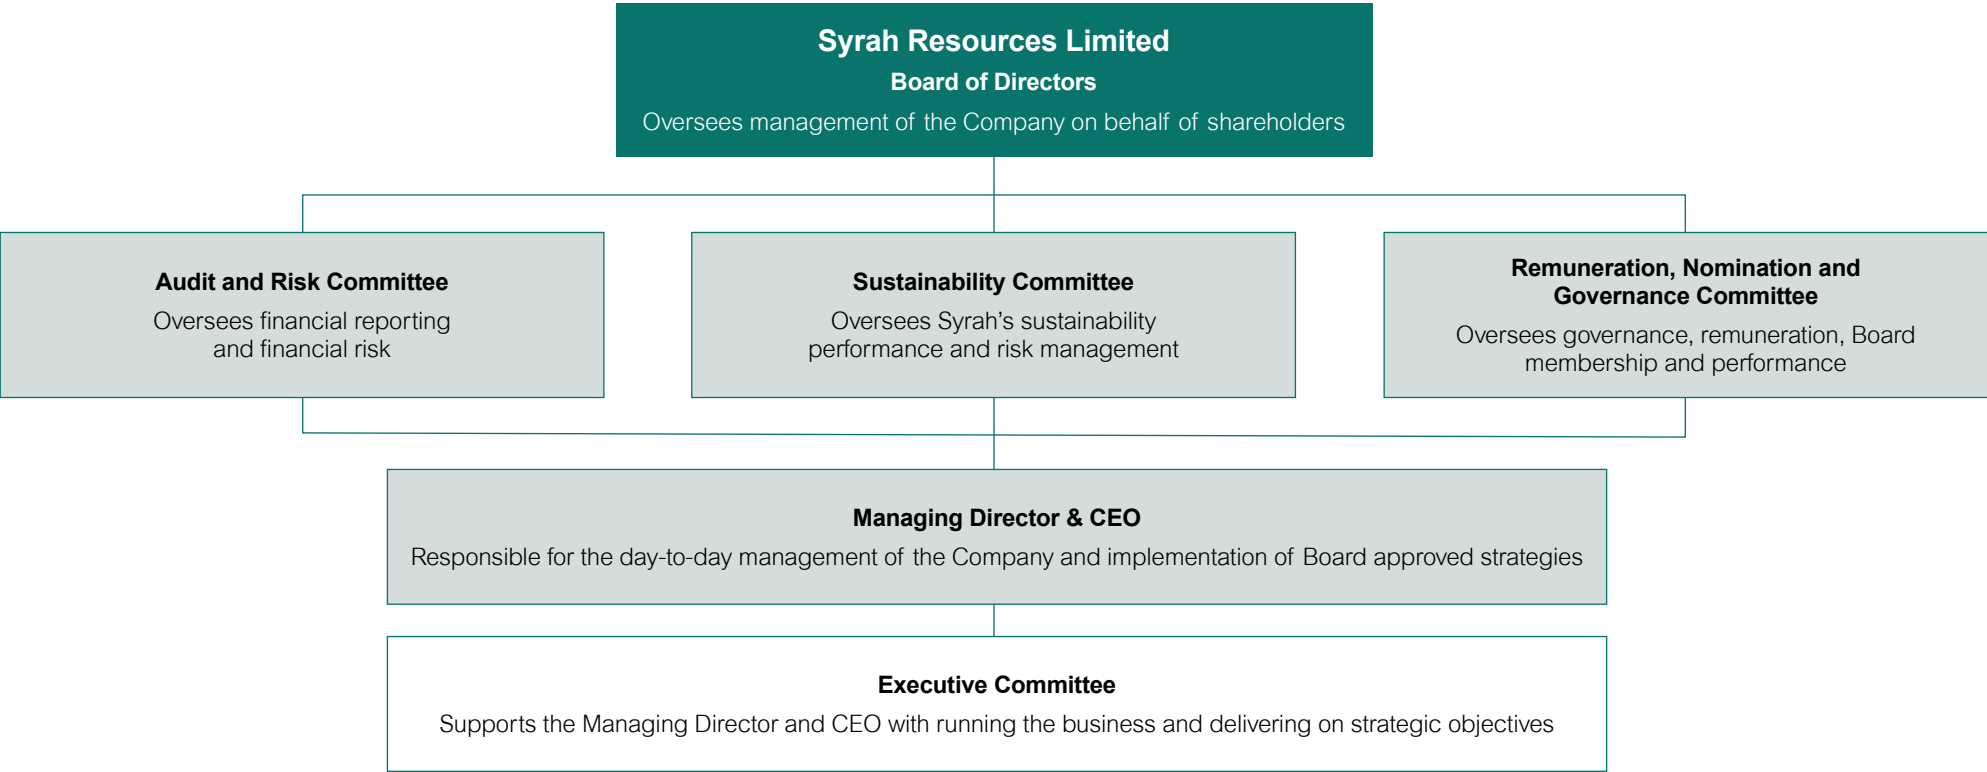 Syrah Resources Limited
Board of Directors
Oversees management of the Company on behalf of shareholders
Audit and Risk Committee
Oversees financial reporting
and financial risk
Sustainability Committee
Oversees Syrah’s sustainability
performance and risk management
Remuneration, Nomination and
Governance Committee
Oversees governance, remuneration, Board
membership and performance
Managing Director & CEO
Responsible for the day-to-day management of the Company and implementation of Board approved strategies
Executive Committee
Supports the Managing Director and CEO with running the business and delivering on strategic objectives